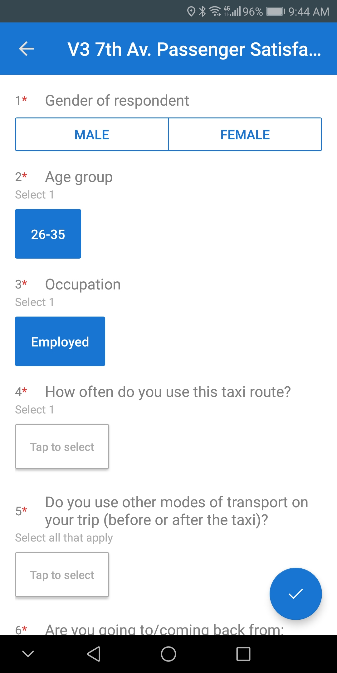 96% 9:44 AM
V3 7th Av. Passenger Satisfa...
1* Gender of respondent
MALE FEMALE
2* Age group
Select 1
26-35
3* Occupation
Select 1
Employed
4* How often do you use this taxi route?
Select 1
Tap to select
5* Do you use other modes of transport on
your trip (before or after the taxi)?
Select all that apply
Tap to select
6* Are you going to/coming back from: